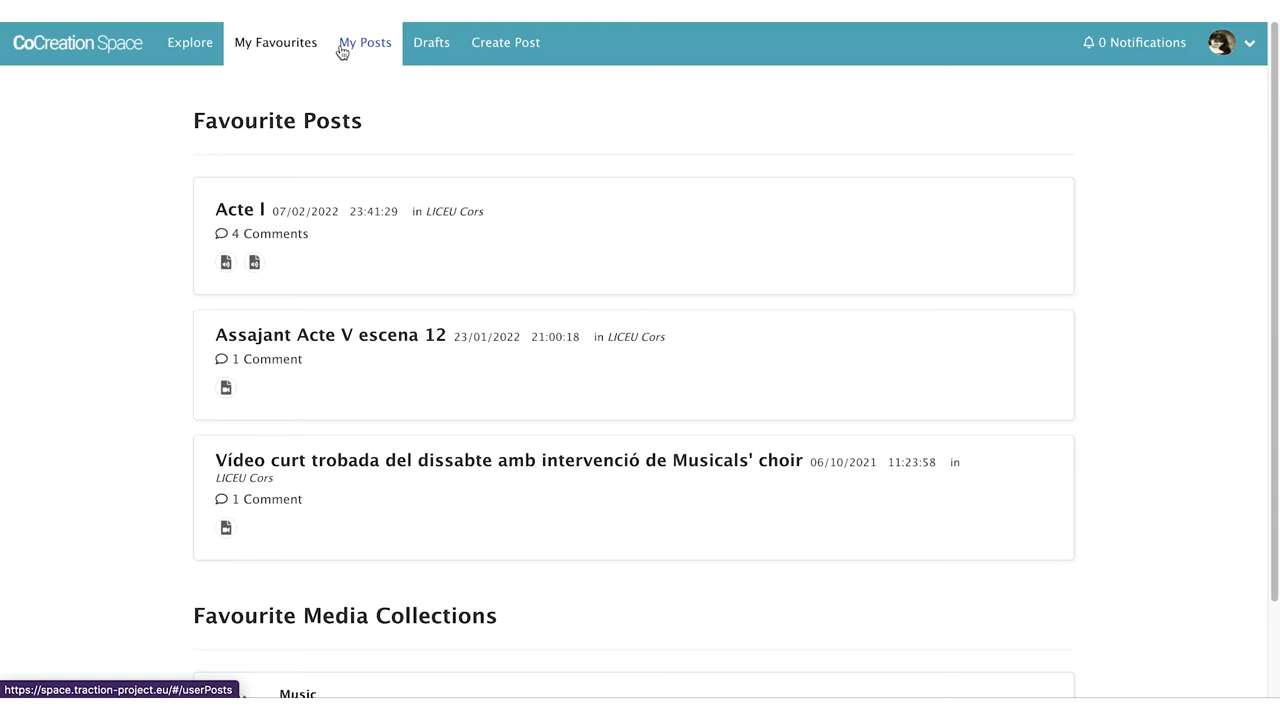 CoCreation Space Explore My Favourites My Posts Drafts Create Post 0 Notifications
Favourite Posts
Acte I 07/02/2022 23:41:29 in LICEU Cors
4 Comments
Assajant Acte V escena 12 23/01/2022 21:00:18 in LICEU Cors
1 Comment
Vídeo curt trobada del dissabte amb intervenció de Musicals' choir 06/10/2021 11:23:58 in
LICEU Cors
1 Comment
Favourite Media Collections
Music
https://space.traction-project.eu/#/userPosts